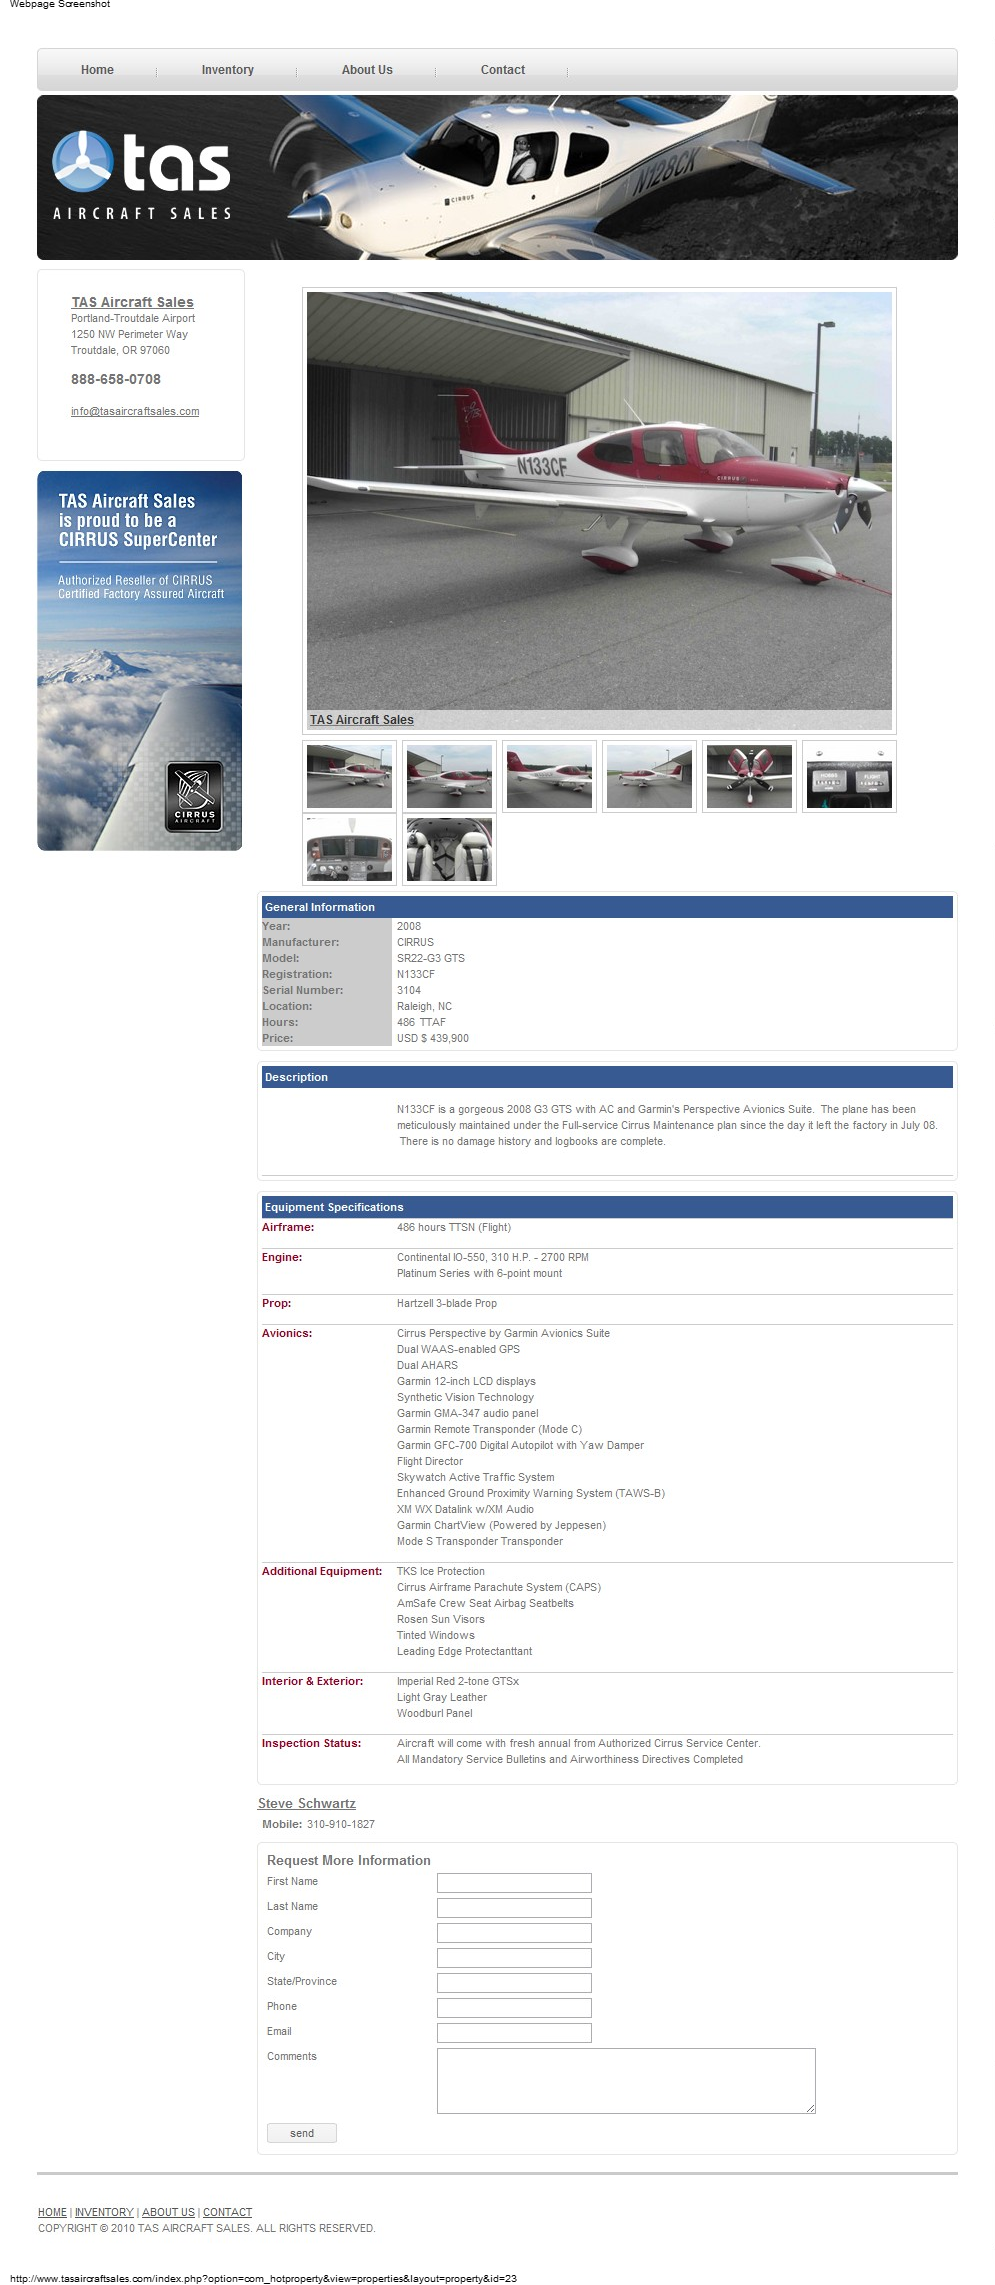 Webpage Screenshot
Home
Inventory
About Us
Contact
tas
AIRCRAFT SALES
CIRRUS
N128CK
TAS Aircraft Sales
Portland-Troutdale Airport
1250 NW Perimeter Way
Troutdale, OR 97060
888-658-0708
info@tasaircraftsales.com
TAS Aircraft Sales
is proud to be a
CIRRUS SuperCenter
Authorized Reseller of CIRRUS
Certified Factory Assured Aircraft
CIRRUS
AIRCRAFT
N133CF
CIRRUS
TAS Aircraft Sales
HOBBS
FLIGHT
General Information
Year: 2008
Manufacturer: CIRRUS
Model: SR22-G3 GTS
Registration: N133CF
Serial Number: 3104
Location: Raleigh, NC
Hours: 486 TTAF
Price: USD $ 439,900
Description
N133CF is a gorgeous 2008 G3 GTS with AC and Garmin's Perspective Avionics Suite. The plane has been
meticulously maintained under the Full-service Cirrus Maintenance plan since the day it left the factory in July 08.
There is no damage history and logbooks are complete.
Equipment Specifications
Airframe: 486 hours TTSN (Flight)
Engine: Continental IO-550, 310 H.P. - 2700 RPM
Platinum Series with 6-point mount
Prop: Hartzell 3-blade Prop
Avionics: Cirrus Perspective by Garmin Avionics Suite
Dual WAAS-enabled GPS
Dual AHARS
Garmin 12-inch LCD displays
Synthetic Vision Technology
Garmin GMA-347 audio panel
Garmin Remote Transponder (Mode C)
Garmin GFC-700 Digital Autopilot with Yaw Damper
Flight Director
Skywatch Active Traffic System
Enhanced Ground Proximity Warning System (TAWS-B)
XM WX Datalink w/XM Audio
Garmin ChartView (Powered by Jeppesen)
Mode S Transponder Transponder
Additional Equipment: TKS Ice Protection
Cirrus Airframe Parachute System (CAPS)
AmSafe Crew Seat Airbag Seatbelts
Rosen Sun Visors
Tinted Windows
Leading Edge Protectanttant
Interior & Exterior: Imperial Red 2-tone GTSx
Light Gray Leather
Woodburl Panel
Inspection Status: Aircraft will come with fresh annual from Authorized Cirrus Service Center.
All Mandatory Service Bulletins and Airworthiness Directives Completed
Steve Schwartz
Mobile: 310-910-1827
Request More Information
First Name
Last Name
Company
City
State/Province
Phone
Email
Comments
send
HOME | INVENTORY | ABOUT US | CONTACT
COPYRIGHT © 2010 TAS AIRCRAFT SALES. ALL RIGHTS RESERVED.
http://www.tasaircraftsales.com/index.php?option=com_hotproperty&view=properties&layout=property&id=23